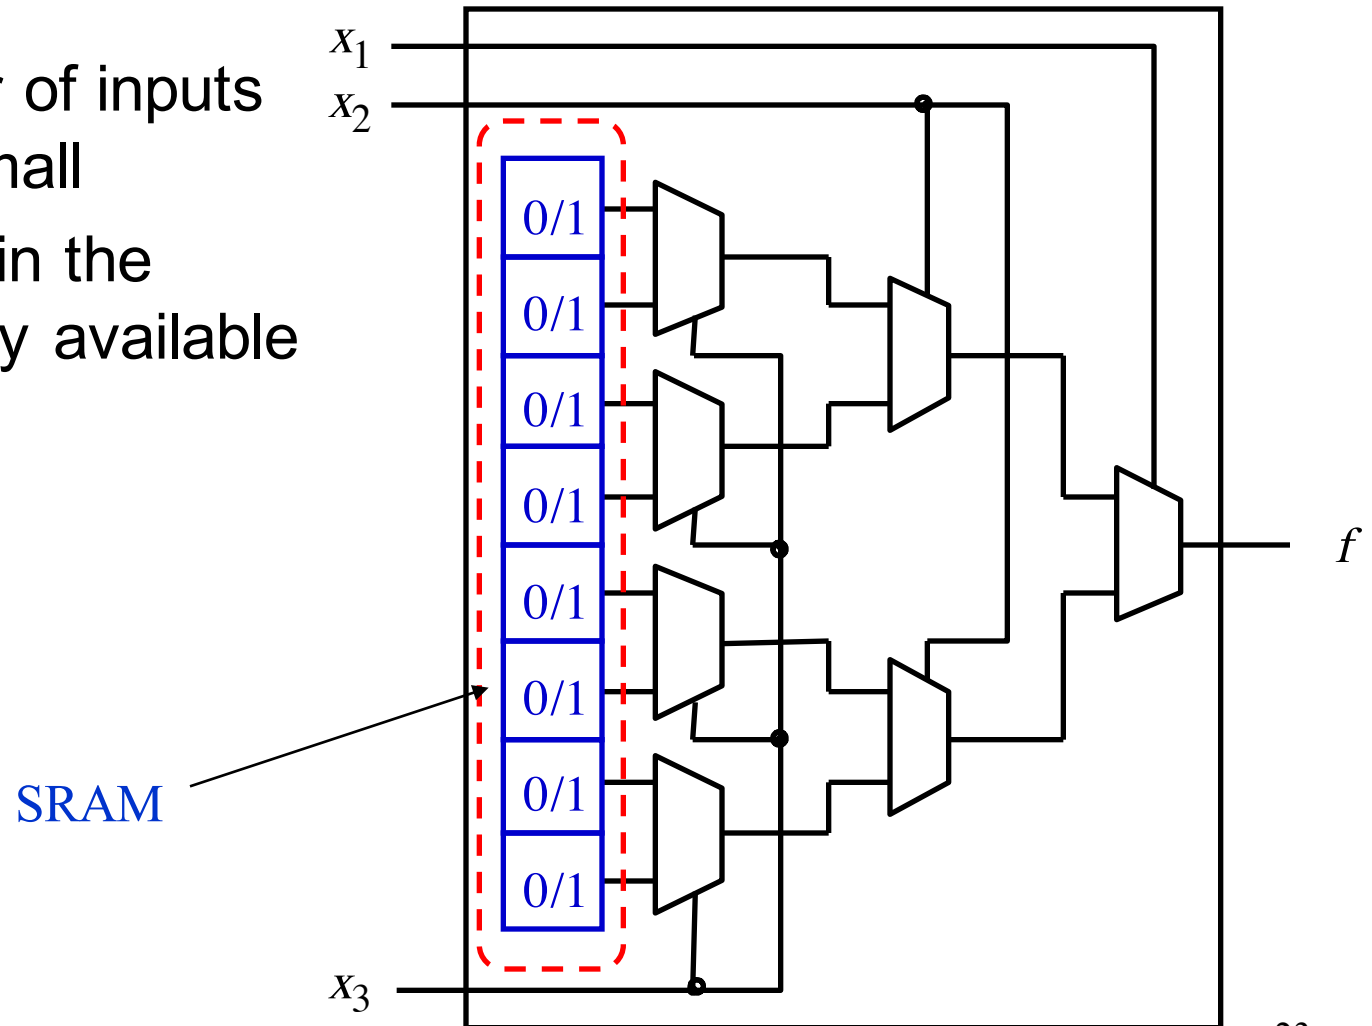 r of inputs
nall
in the
y available
x1
x2
0/1
0/1
0/1
0/1
0/1
0/1
0/1
0/1
SRAM
x3
f